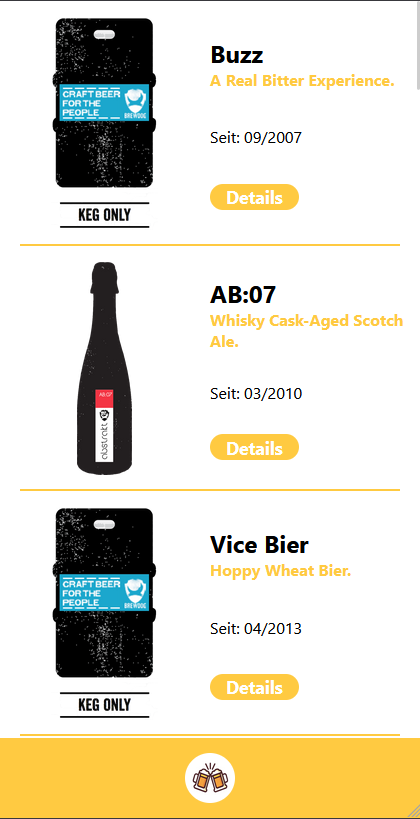 CRAFT BEER
FOR THE
PEOPLE
BREWDOG
KEG ONLY
Buzz
A Real Bitter Experience.
Seit: 09/2007
Details
AB:07
abstrakt
AB:07
Whisky Cask-Aged Scotch
Ale.
Seit: 03/2010
Details
CRAFT BEER
FOR THE
PEOPLE
BREWDOG
KEG ONLY
Vice Bier
Hoppy Wheat Bier.
Seit: 04/2013
Details